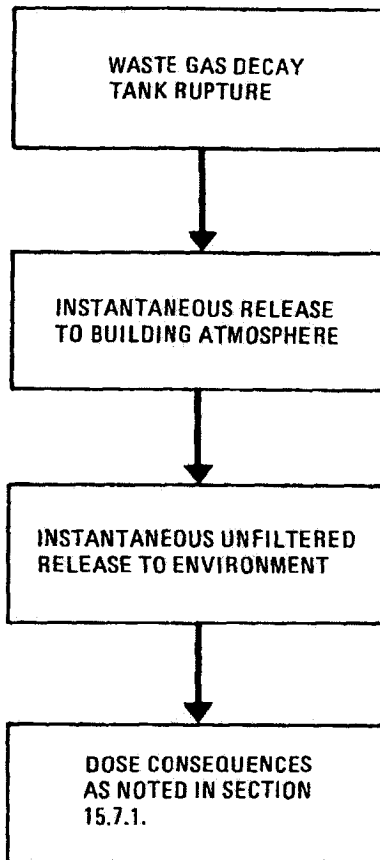 WASTE GAS DECAY
TANK RUPTURE
INSTANTANEOUS RELEASE
TO BUILDING ATMOSPHERE
INSTANTANEOUS UNFILTERED
RELEASE TO ENVIRONMENT
DOSE CONSEQUENCES
AS NOTED IN SECTION
15.7.1.